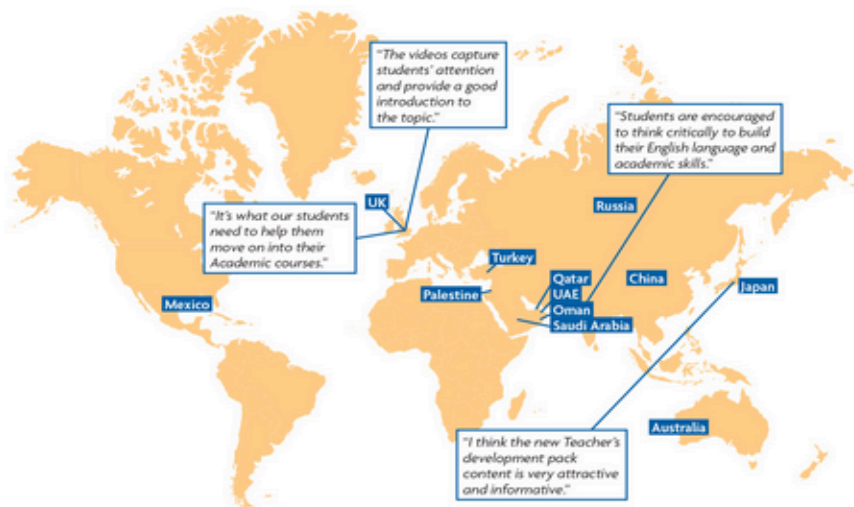 “The videos capture
students’ attention
and provide a good
introduction to
the topic.”
“Students are encouraged
to think critically to build
their English language and
academic skills.”
UK
Russia
“It’s what our students
need to help them
move on into their
Academic courses.”
Turkey
Qatar
China
UAE
Japan
Palestine
Oman
Mexico
Saudi Arabia
Australia
“I think the new Teacher’s
development pack
content is very attractive
and informative.”